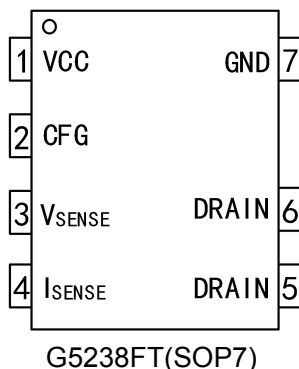 1 VCC GND 7
2 CFG
3 VSENSE DRAIN 6
4 ISENSE DRAIN 5
G5238FT(SOP7)